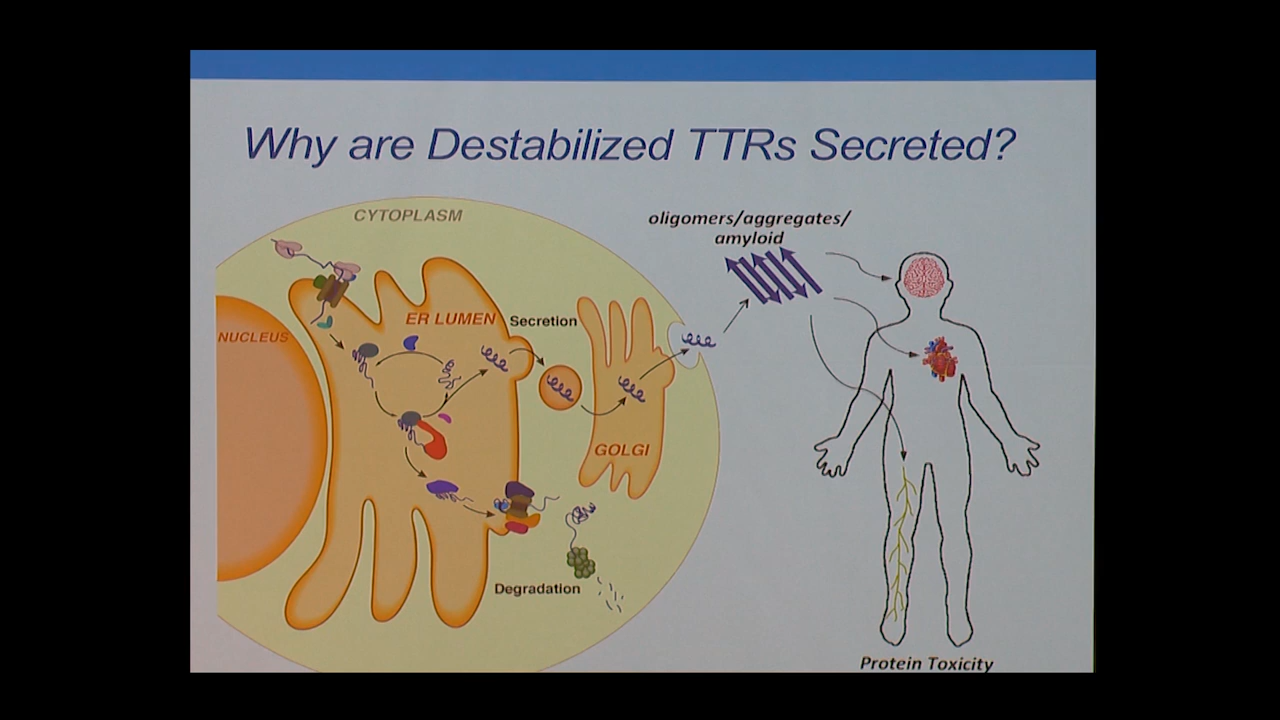 Why are Destabilized TTRs Secreted?
CYTOPLASM
oligomers/aggregates/
amyloid
NUCLEUS
ER LUMEN
Secretion
GOLGI
Degradation
Protein Toxicity